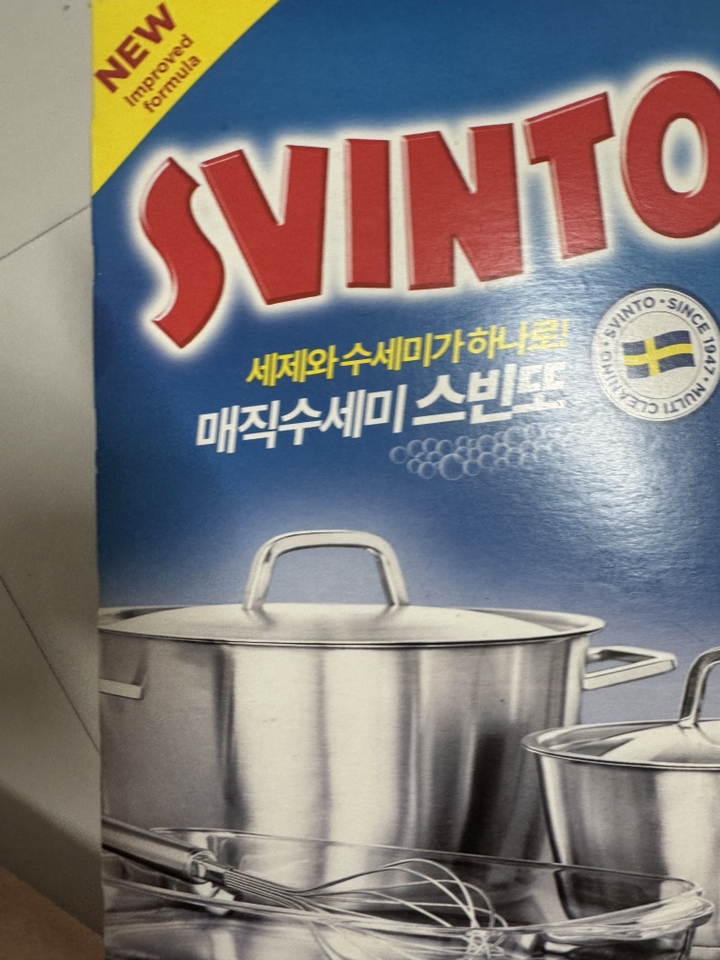 NEW
Improved
formula
SVINTO
세제와 수세미가 하나로!
매직수세미 스빈또
SVINTO • SINCE 1947 • MULTI CLEANING •